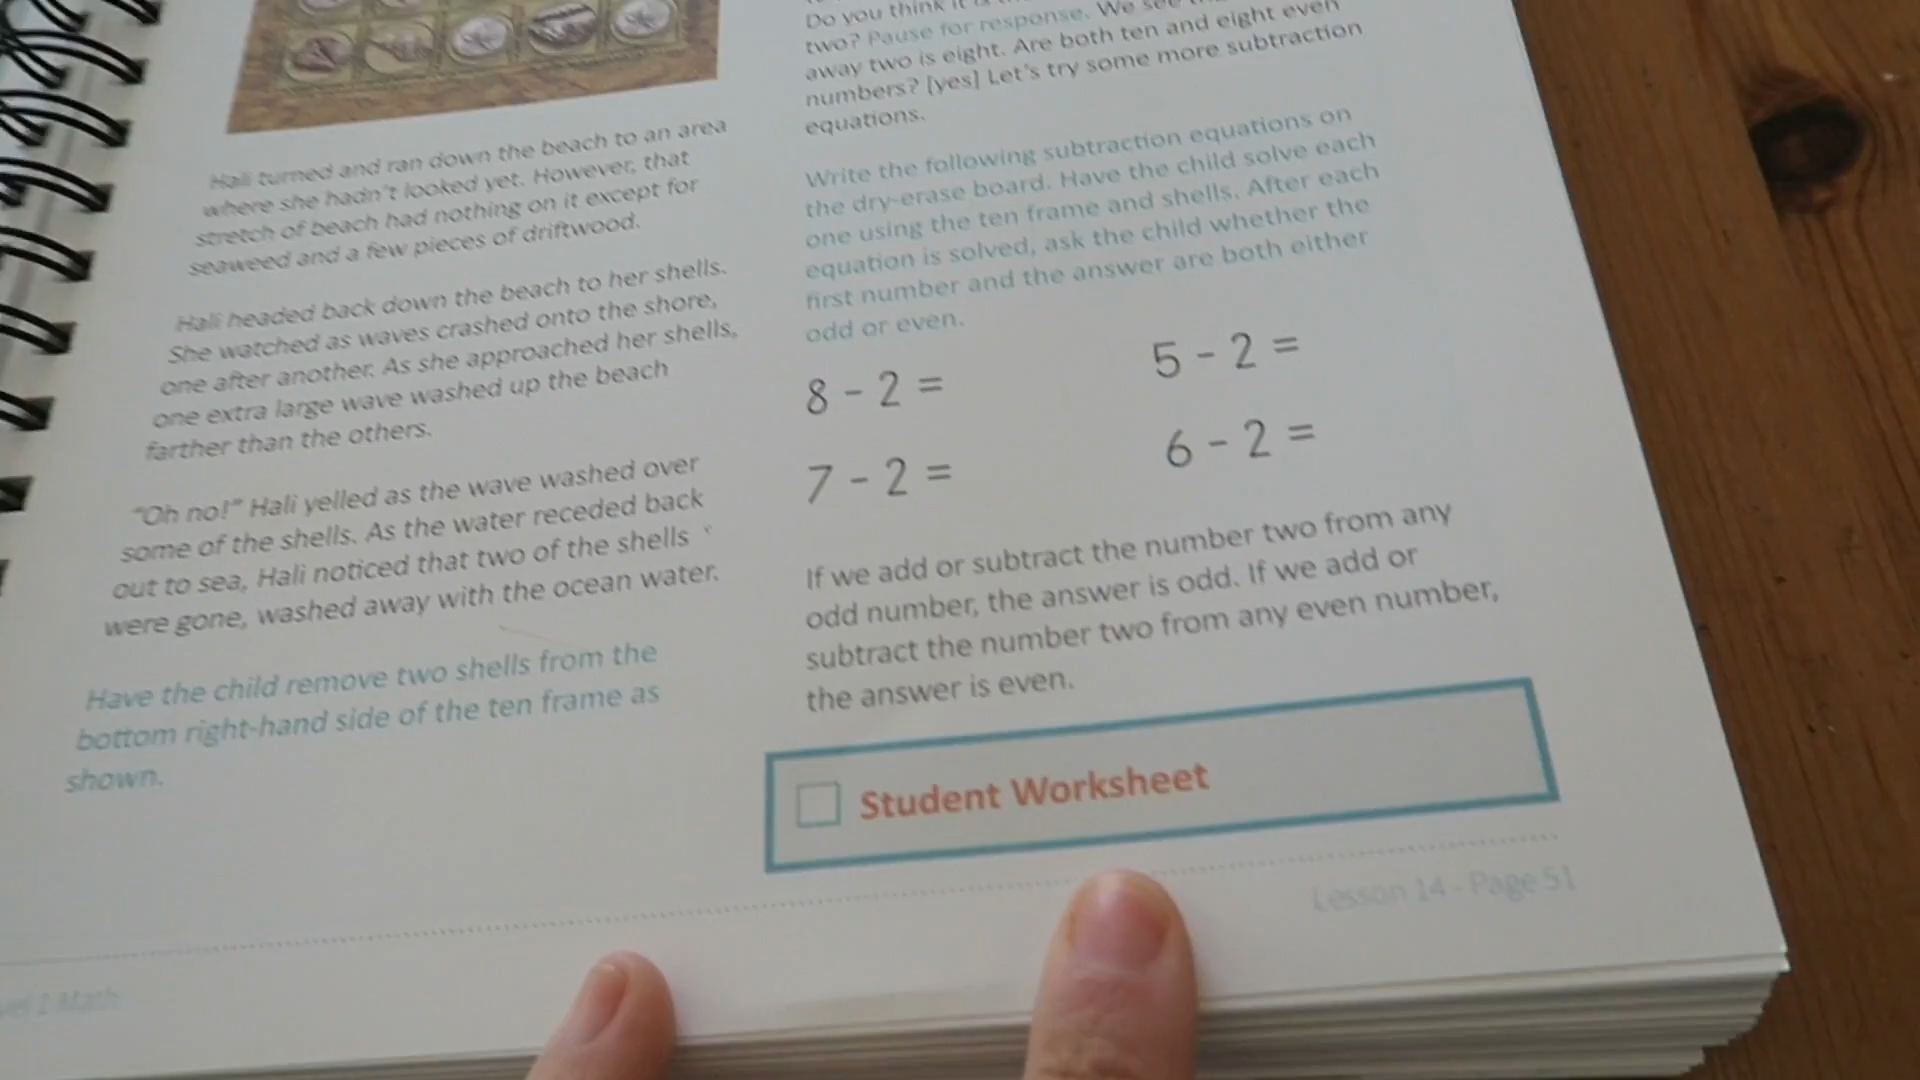 Hali turned and ran down the beach to an area
where she hadn't looked yet. However, that
stretch of beach had nothing on it except for
seaweed and a few pieces of driftwood.
Hali headed back down the beach to her shells.
She watched as waves crashed onto the shore,
one after another. As she approached her shells,
one extra large wave washed up the beach
farther than the others.
"Oh no!" Hali yelled as the wave washed over
some of the shells. As the water receded back
out to sea, Hali noticed that two of the shells
were gone, washed away with the ocean water.
Have the child remove two shells from the
bottom right-hand side of the ten frame as
shown.
Do you think it is
two? Pause for response. We see
away two is eight. Are both ten and eight even
numbers? [yes] Let's try some more subtraction
equations.
Write the following subtraction equations on
the dry-erase board. Have the child solve each
one using the ten frame and shells. After each
equation is solved, ask the child whether the
first number and the answer are both either
odd or even.
8 - 2 =
5 - 2 =
7 - 2 =
6 - 2 =
If we add or subtract the number two from any
odd number, the answer is odd. If we add or
subtract the number two from any even number,
the answer is even.
Student Worksheet
Lesson 14 - Page 51
Math